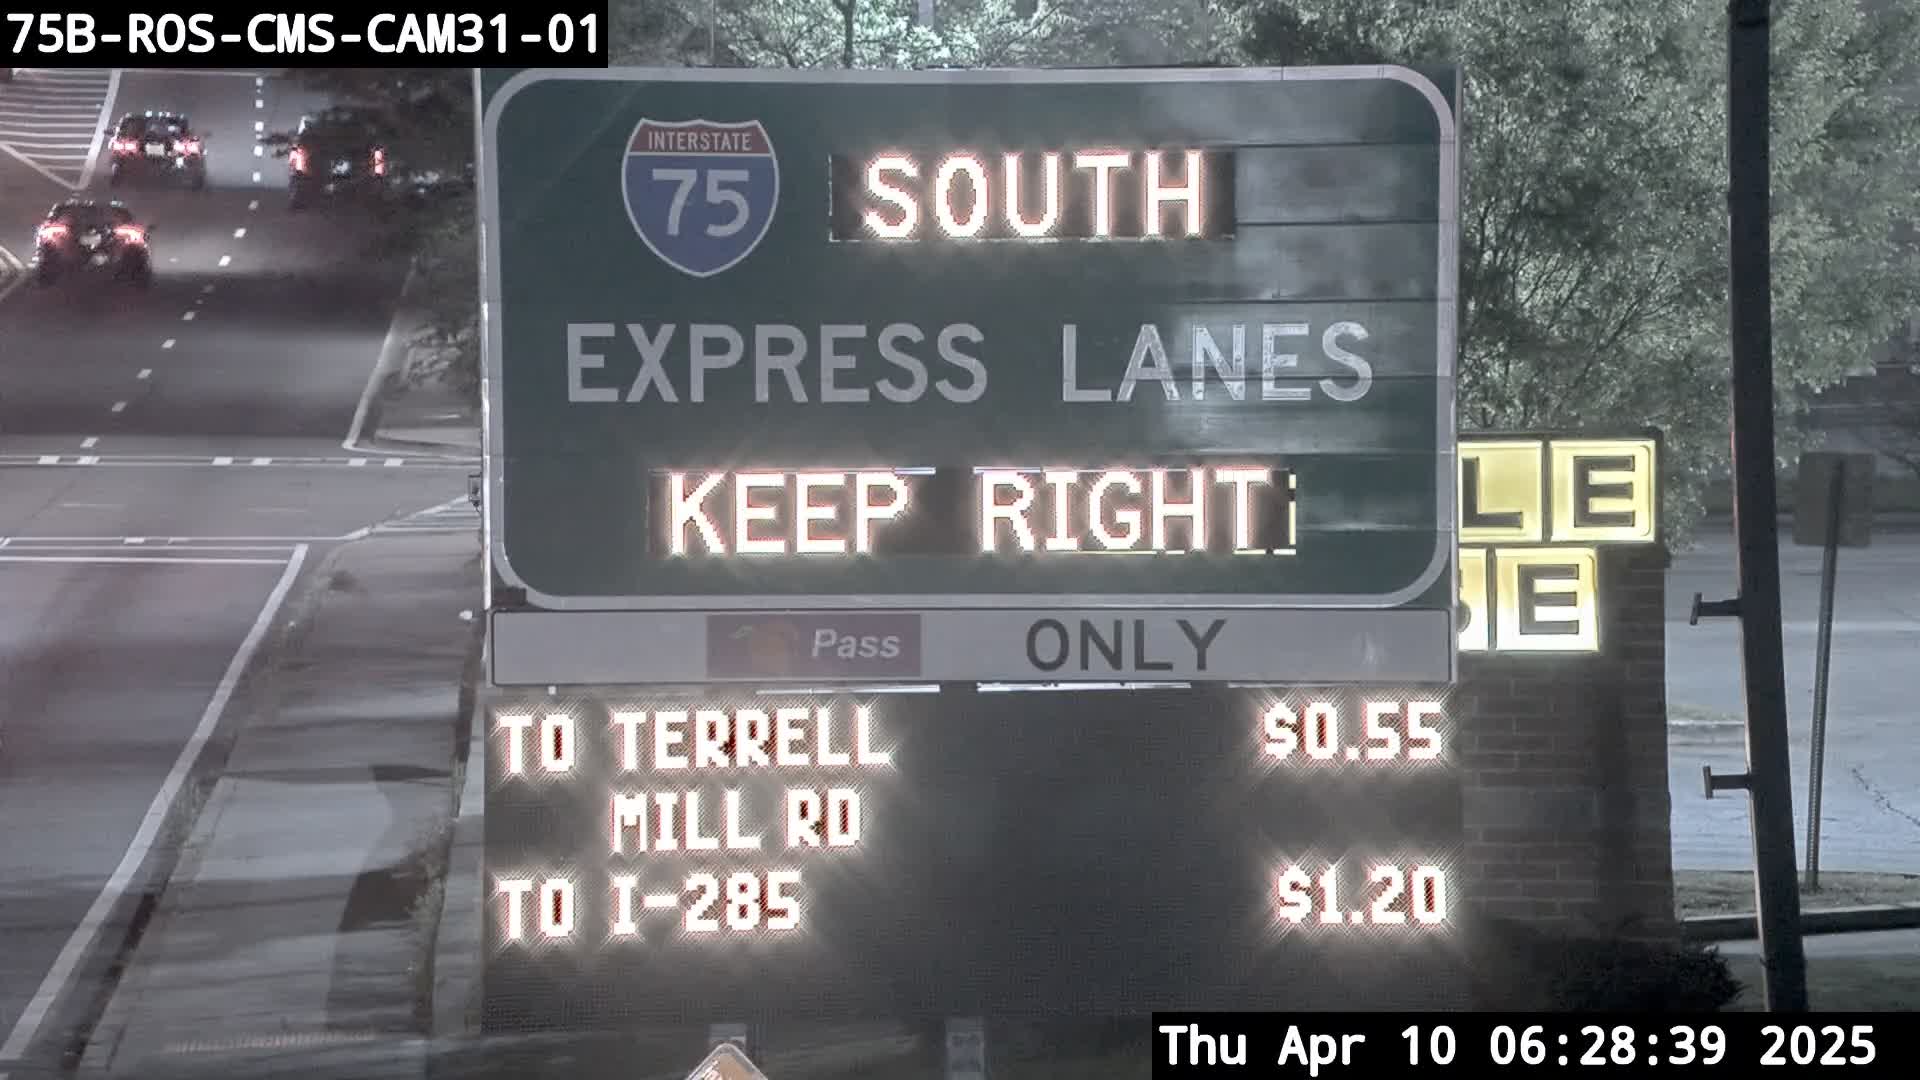 75B-ROS-CMS-CAM31-01
INTERSTATE
75
SOUTH
EXPRESS LANES
KEEP RIGHT
Pass ONLY
TO TERRELL $0.55
MILL RD
TO I-285 $1.20
LE
E
Thu Apr 10 06:28:39 2025